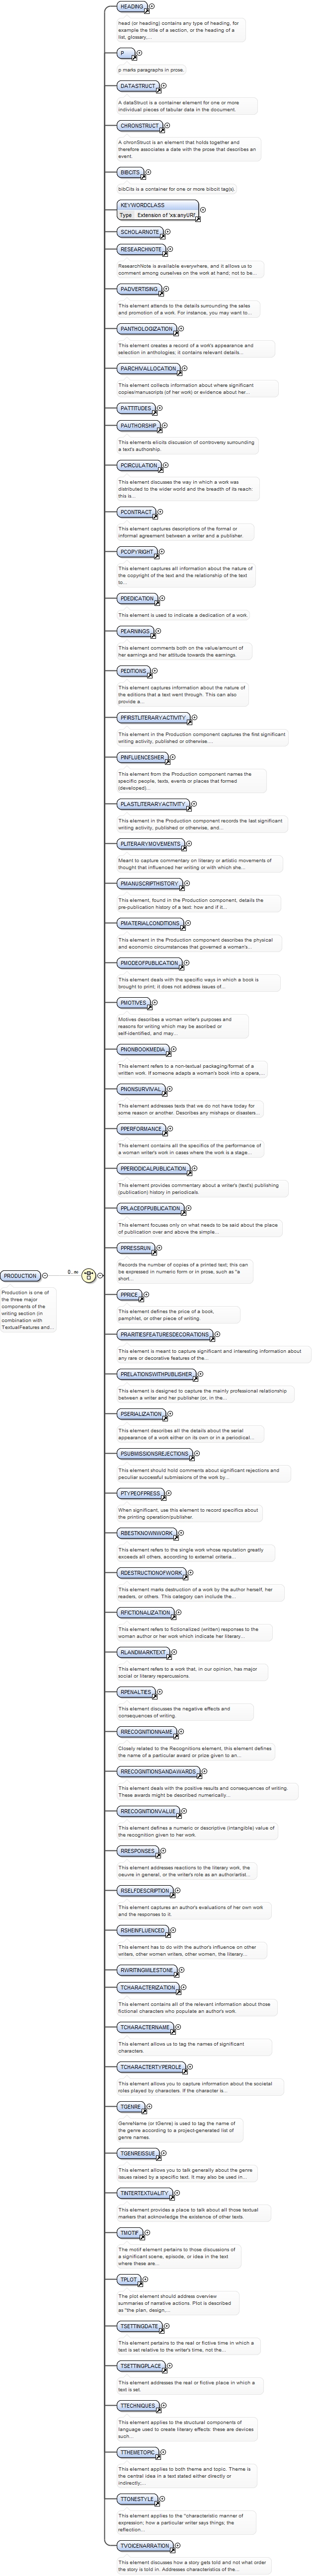 HEADING
head (or heading) contains any type of heading, for
example the title of a section, or the heading of a
list, glossary,...
P
p marks paragraphs in prose.
DATASTRUCT
A dataStruct is a container element for one or more
individual pieces of tabular data in the document.
CHRONSTRUCT
A chronStruct is an element that holds together and
therefore associates a date with the prose that describes an
event.
BIBCITS
bibCits is a container for one or more bibcit tag(s).
KEYWORDCLASS
Type Extension of 'xs:anyURI'
SCHOLARNOTE
RESEARCHNOTE
ResearchNote is available everywhere, and it allows us to
comment among ourselves on the work at hand; not to be...
PADVERTISING
This element attends to the details surrounding the sales
and promotion of a work. For instance, you may want to...
PANTHOLOGIZATION
This element creates a record of a work's appearance and
selection in anthologies; it contains relevant details...
PARCHIVALLOCATION
This element collects information about where significant
copies/manuscripts (of her work) or evidence about her...
PATTITUDES
PAUTHORSHIP
This elements elicits discussion of controversy surrounding
a text's authorship.
PCIRCULATION
This element discusses the way in which a work was
distributed to the wider world and the breadth of its reach:
this is...
PCONTRACT
This element captures descriptions of the formal or
informal agreement between a writer and a publisher.
PCOPYRIGHT
This element captures all information about the nature of
the copyright of the text and the relationship of the text
to...
PDEDICATION
This element is used to indicate a dedication of a work.
PEARNINGS
This element comments both on the value/amount of
her earnings and her attitude towards the earnings.
PEDITIONS
This element captures information about the nature of
the editions that a text went through. This can also
provide a...
PFIRSTLITERARYACTIVITY
This element in the Production component captures the first significant
writing activity, published or otherwise....
PINFLUENCESHER
This element from the Production component names the
specific people, texts, events or places that formed
(developed)...
PLASTLITERARYACTIVITY
This element in the Production component records the last significant
writing activity, published or otherwise, and...
PLITERARYMOVEMENTS
Meant to capture commentary on literary or artistic movements of
thought that influenced her writing or with which she...
PMANUSCRIPTHISTORY
This element, found in the Production component, details the
pre-publication history of a text: how and if it...
PMATERIALCONDITIONS
This element in the Production component describes the physical
and economic circumstances that governed a woman's...
PMODEOFPUBLICATION
This element deals with the specific ways in which a book is
brought to print; it does not address issues of...
PMOTIVES
Motives describes a woman writer's purposes and
reasons for writing which may be ascribed or
self-identified, and may...
PNONBOOKMEDIA
This element refers to a non-textual packaging/format of a
written work. If someone adapts a woman's book into a opera,...
PNONSURVIVAL
This element addresses texts that we do not have today for
some reason or another. Describes any mishaps or disasters...
PPERFORMANCE
This element contains all the specifics of the performance of
a woman writer's work in cases where the work is a stage...
PPERIODICALPUBLICATION
This element provides commentary about a writer's (text's) publishing
(publication) history in periodicals.
PPLACEOFPUBLICATION
This element focuses only on what needs to be said about the place
of publication over and above the simple...
PPRESSRUN
Records the number of copies of a printed text; this can
be expressed in numeric form or in prose, such as "a
short...
PPRICE
This element defines the price of a book,
pamphlet, or other piece of writing.
PRARITIESFEATURESDECORATIONS
This element is meant to capture significant and interesting information about
any rare or decorative features of the...
PRELATIONSWITHPUBLISHER
This element is designed to capture the mainly professional relationship
between a writer and her publisher (or, in the...
PSERIALIZATION
This element describes all the details about the serial
appearance of a work either on its own or in a periodical....
PSUBMISSIONSREJECTIONS
This element should hold comments about significant rejections and
peculiar successful submissions of the work by...
PTYPEOFPRESS
When significant, use this element to record specifics about
the printing operation/publisher.
RBESTKNOWNWORK
This element refers to the single work whose reputation greatly
exceeds all others, according to external criteria...
RDESTRUCTIONOFWORK
This element marks destruction of a work by the author herself, her
readers, or others. This category can include the...
RFICTIONALIZATION
This element refers to fictionalized (written) responses to the
woman author or her work which indicate her literary...
RLANDMARKTEXT
This element refers to a work that, in our opinion, has major
social or literary repercussions.
RPENALTIES
This element discusses the negative effects and
consequences of writing.
RRECOGNITIONNAME
Closely related to the Recognitions element, this element defines
the name of a particular award or prize given to an...
RRECOGNITIONSANDAWARDS
This element deals with the positive results and consequences of writing.
These awards might be described numerically...
RRECOGNITIONVALUE
This element defines a numeric or descriptive (intangible) value of
the recognition given to her work.
RRESPONSES
This element addresses reactions to the literary work, the
oeuvre in general, or the writer's role as an author/artist...
RSELFDESCRIPTION
This element captures an author's evaluations of her own work
and the responses to it.
RSHEINFLUENCED
This element has to do with the author's influence on other
writers, other women writers, other women, the literary...
RWRITINGMILESTONE
TCHARACTERIZATION
This element contains all of the relevant information about those
fictional characters who populate an author's work.
TCHARACTERNAME
This element allows us to tag the names of significant
characters.
TCHARACTERTYPEROLE
This element allows you to capture information about the societal
roles played by characters. If the character is...
TGENRE
GenreName (or tGenre) is used to tag the name of
the genre according to a project-generated list of
genre names.
TGENREISSUE
This element allows you to talk generally about the genre
issues raised by a specific text. It may also be used in...
TINTERTEXTUALITY
This element provides a place to talk about all those textual
markers that acknowledge the existence of other texts.
TMOTIF
The motif element pertains to those discussions of
a significant scene, episode, or idea in the text
where these are...
TPLOT
The plot element should address overview
summaries of narrative actions. Plot is described
as "the plan, design,...
TSETTINGDATE
This element pertains to the real or fictive time in which a
text is set relative to the writer's time, not the...
TSETTINGPLACE
This element addresses the real or fictive place in which a
text is set.
TTECHNIQUES
This element applies to the structural components of
language used to create literary effects: these are devices
such...
TTHEMETOPIC
This element applies to both theme and topic. Theme is
the central idea in a text stated either directly or
indirectly;...
TTONESTYLE
This element applies to the "characteristic manner of
expression; how a particular writer says things; the
reflection...
TVOICENARRATION
This element discusses how a story gets told and not what order
the story is told in. Addresses characteristics of the...
PRODUCTION
0..∞
Production is one of
the three major
components of the
writing section (in
combination with
TextualFeatures and...